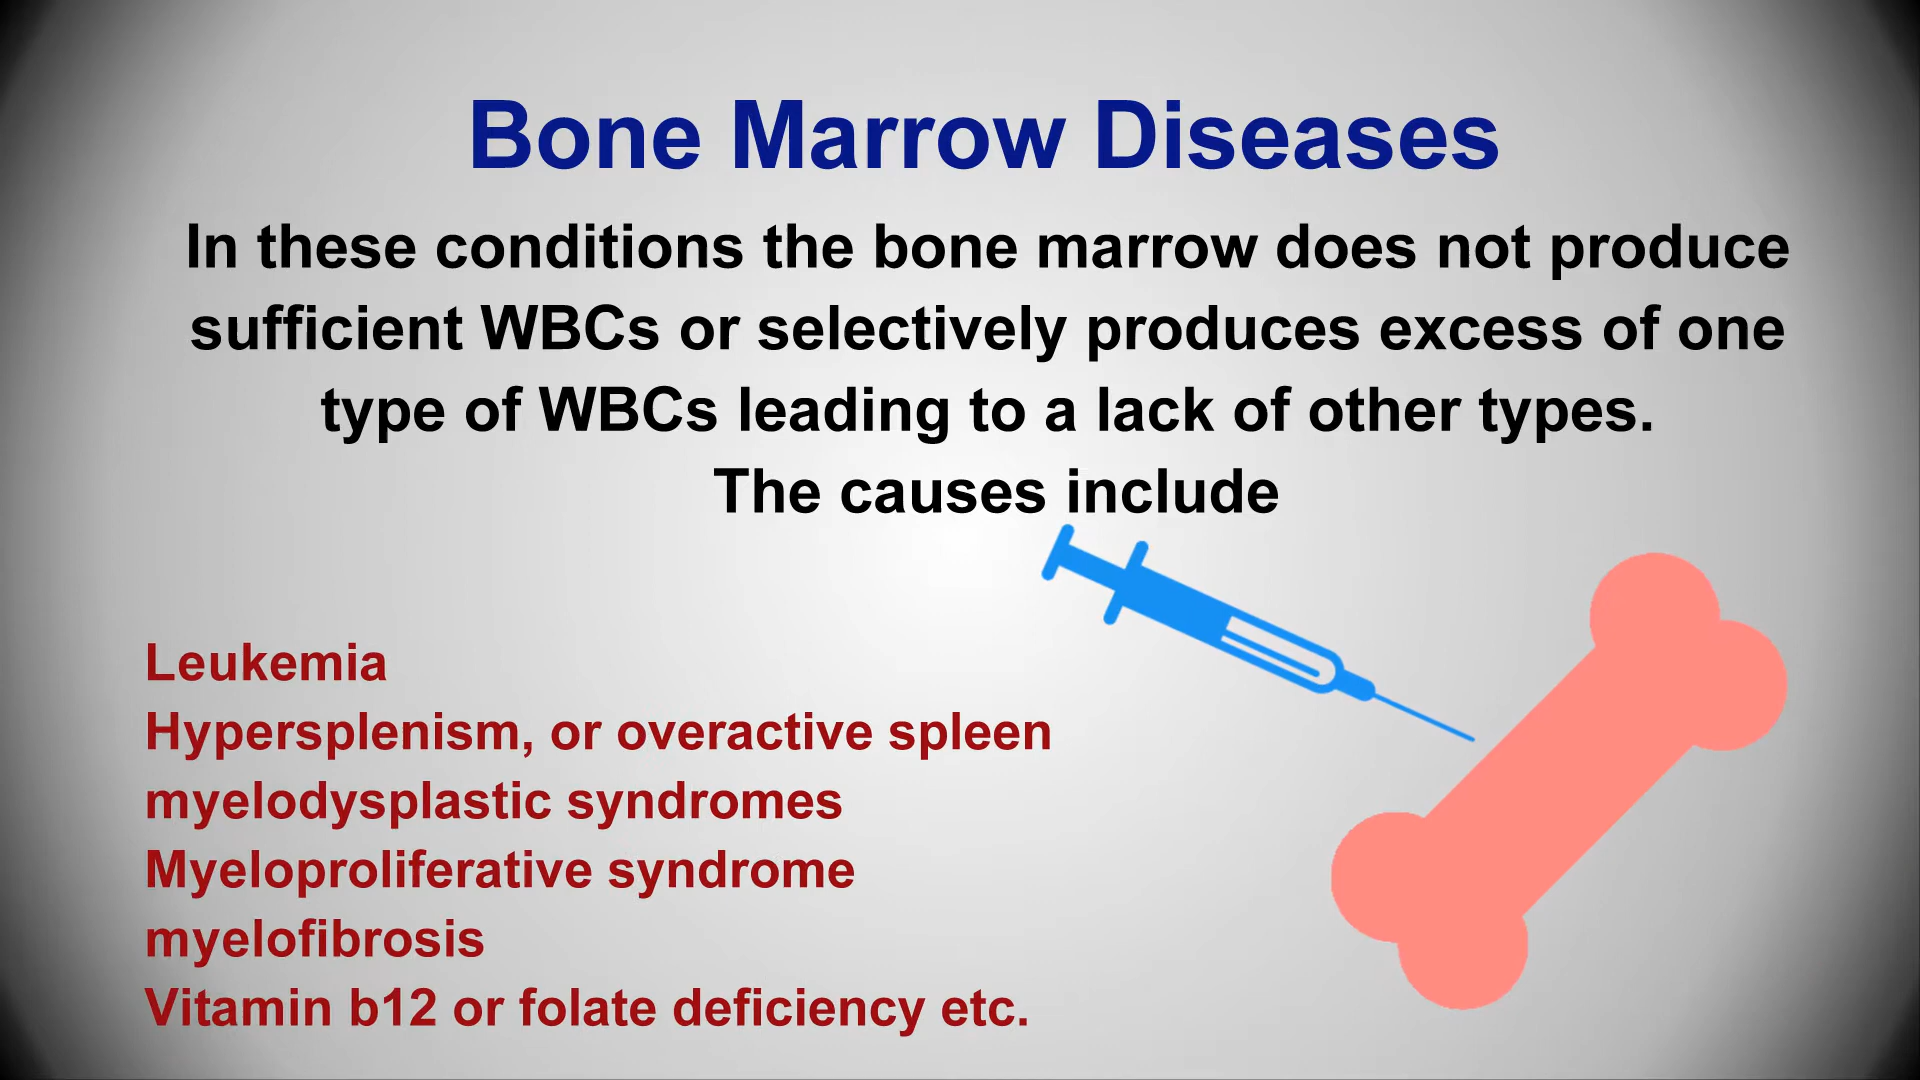 Bone Marrow Diseases
In these conditions the bone marrow does not produce
sufficient WBCs or selectively produces excess of one
type of WBCs leading to a lack of other types.
The causes include
Leukemia
Hypersplenism, or overactive spleen
myelodysplastic syndromes
Myeloproliferative syndrome
myelofibrosis
Vitamin b12 or folate deficiency etc.